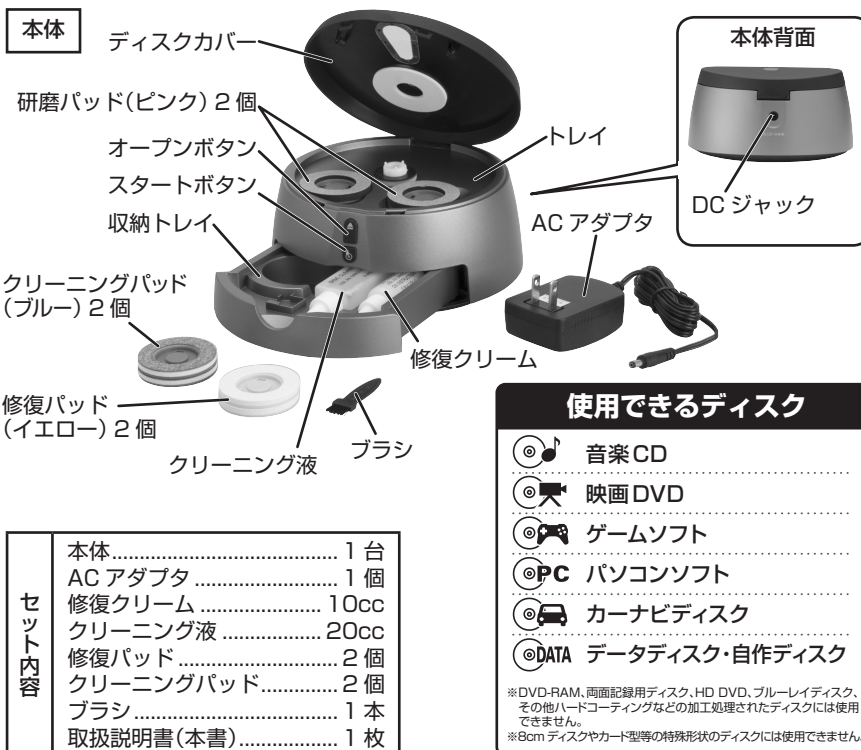 本体
ディスクカバー
研磨パッド(ピンク)2個
オープンボタン
スタートボタン
収納トレイ
クリーニングパッド
(ブルー)2個
修復パッド
(イエロー)2個
クリーニング液
ブラシ
修復クリーム
トレイ
ACアダプタ
本体背面
DCジャック
使用できるディスク
音楽CD
映画DVD
ゲームソフト
PC パソコンソフト
カーナビディスク
DATA データディスク・自作ディスク
※DVD-RAM、両面記録用ディスク、HD DVD、ブルーレイディスク、
その他ハードコーティングなどの加工処理されたディスクには使用
できません。
※8cmディスクやカード型等の特殊形状のディスクには使用できません
セット内容
本体.......................................... 1台
ACアダプタ.......................... 1個
修復クリーム...................... 10cc
クリーニング液.................. 20cc
修復パッド............................. 2個
クリーニングパッド.............. 2個
ブラシ..................................... 1本
取扱説明書(本書).................. 1枚